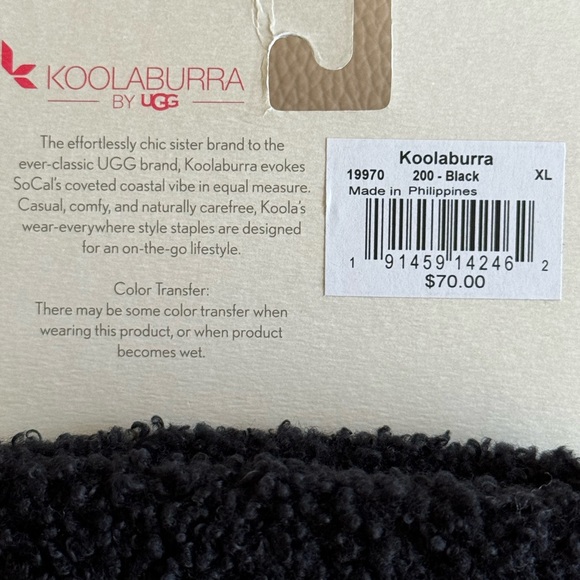 KOOLABURRA
BY UGG
The effortlessly chic sister brand to the
ever-classic UGG brand, Koolaburra evokes
SoCal's coveted coastal vibe in equal measure.
Casual, comfy, and naturally carefree, Koola's
wear-everywhere style staples are designed
for an on-the-go lifestyle.
Color Transfer:
There may be some color transfer when
wearing this product, or when product
becomes wet.
Koolaburra
19970 200 - Black XL
Made in Philippines
1 91459 14246 2
$70.00